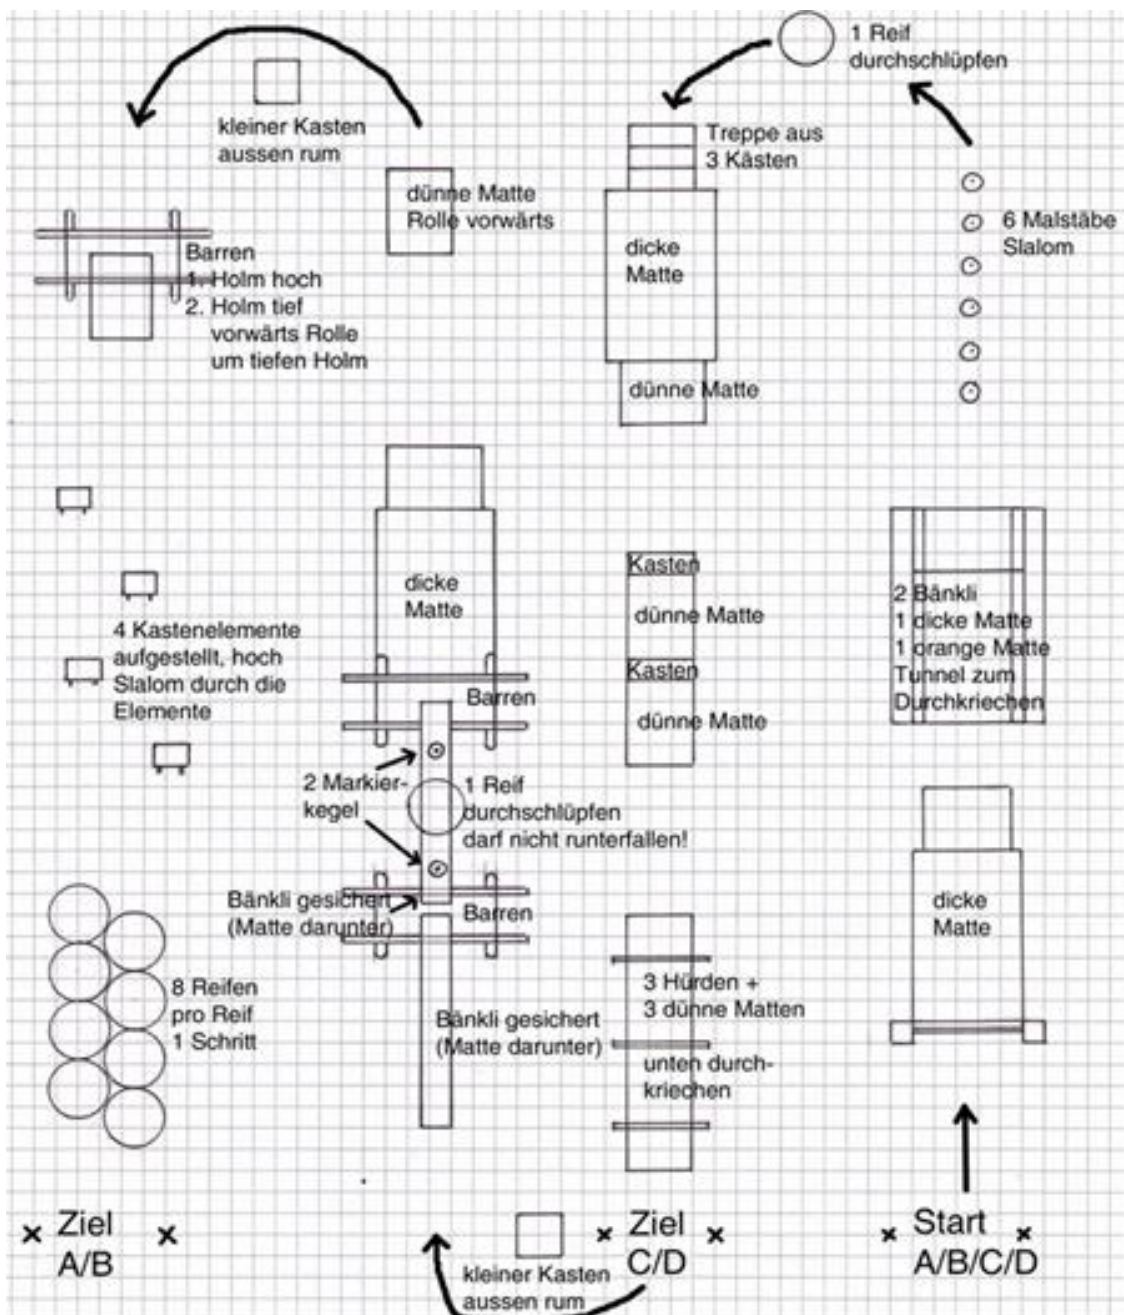 1 Reif
durchschlüpfen
kleiner Kasten
aussen rum
Treppe aus
3 Kästen
dünne Matte
Rolle vorwärts
6 Malstäbe
Slalom
dicke
Matte
Barren
1. Holm hoch
2. Holm tief
vorwärts Rolle
um tiefen Holm
dünne Matte
dicke
Matte
Kasten
dünne Matte
Kasten
dünne Matte
2 Bänkli
1 dicke Matte
1 orange Matte
Tunnel zum
Durchkriechen
4 Kastenelemente
aufgestellt, hoch
Slalom durch die
Elemente
Barren
2 Markier-
kegel
1 Reif
durchschlüpfen
darf nicht runterfallen!
Bänkli gesichert
(Matte darunter)
Barren
dicke
Matte
8 Reifen
pro Reif
1 Schritt
Bänkli gesichert
(Matte darunter)
3 Hürden +
3 dünne Matten
unten durch-
kriechen
x Ziel x
A/B
x Ziel x
C/D
x Start x
A/B/C/D
kleiner Kasten
aussen rum